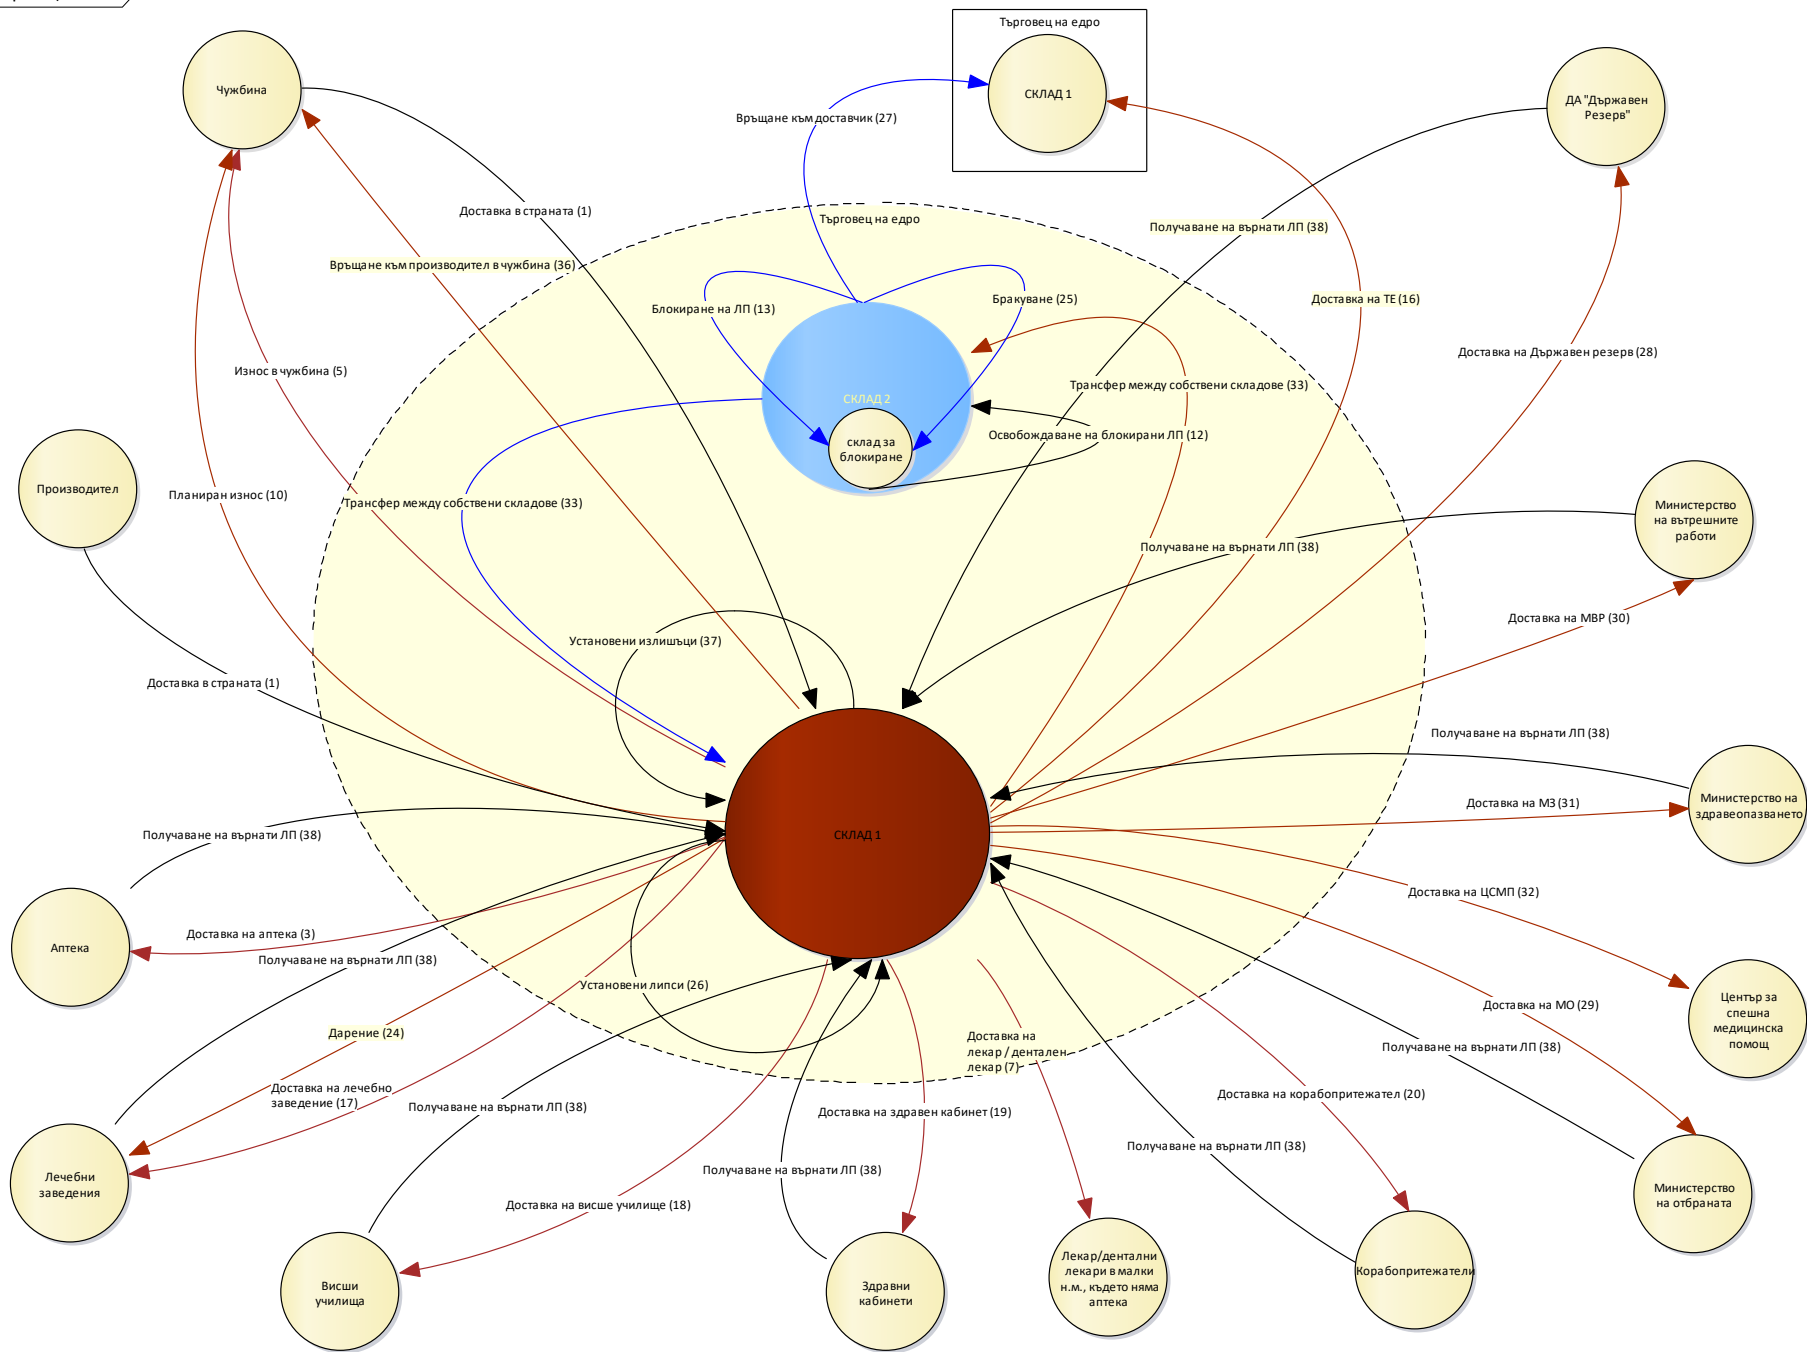 Търговец на едро
СКЛАД 1
Чужбина
ДА "Държавен
Резерв"
Връщане към доставчик (27)
Доставка в страната (1)
Търговец на едро
Получаване на върнати ЛП (38)
Връщане към производител в чужбина (36)
Блокиране на ЛП (13)
Бракуване (25)
Доставка на ТЕ (16)
Доставка на Държавен резерв (28)
Износ в чужбина (5)
Трансфер между собствени складове (33)
СКЛАД 2
Освобождаване на блокирани ЛП (12)
склад за
блокиране
Производител
Планиран износ (10)
Трансфер между собствени складове (33)
Министерство
на вътрешните
работи
Получаване на върнати ЛП (38)
Установени излишъци (37)
Доставка на МВР (30)
Доставка в страната (1)
Получаване на върнати ЛП (38)
Министерство на
здравеопазването
Доставка на МЗ (31)
Получаване на върнати ЛП (38)
СКЛАД 1
Доставка на ЦСМП (32)
Аптека
Доставка на аптека (3)
Получаване на върнати ЛП (38)
Установени липси (26)
Център за
спешна
медицинска
помощ
Доставка на МО (29)
Дарение (24)
Доставка на
лекар / дентален
лекар (7)
Получаване на върнати ЛП (38)
Доставка на лечебно
заведение (17)
Получаване на върнати ЛП (38)
Доставка на здравен кабинет (19)
Доставка на корабопритежател (20)
Получаване на върнати ЛП (38)
Получаване на върнати ЛП (38)
Лечебни
заведения
Министерство
на отбраната
Доставка на висше училище (18)
Висши
училища
Здравни
кабинети
Лекар/дентални
лекари в малки
н.м., където няма
аптека
Корабопритежатели